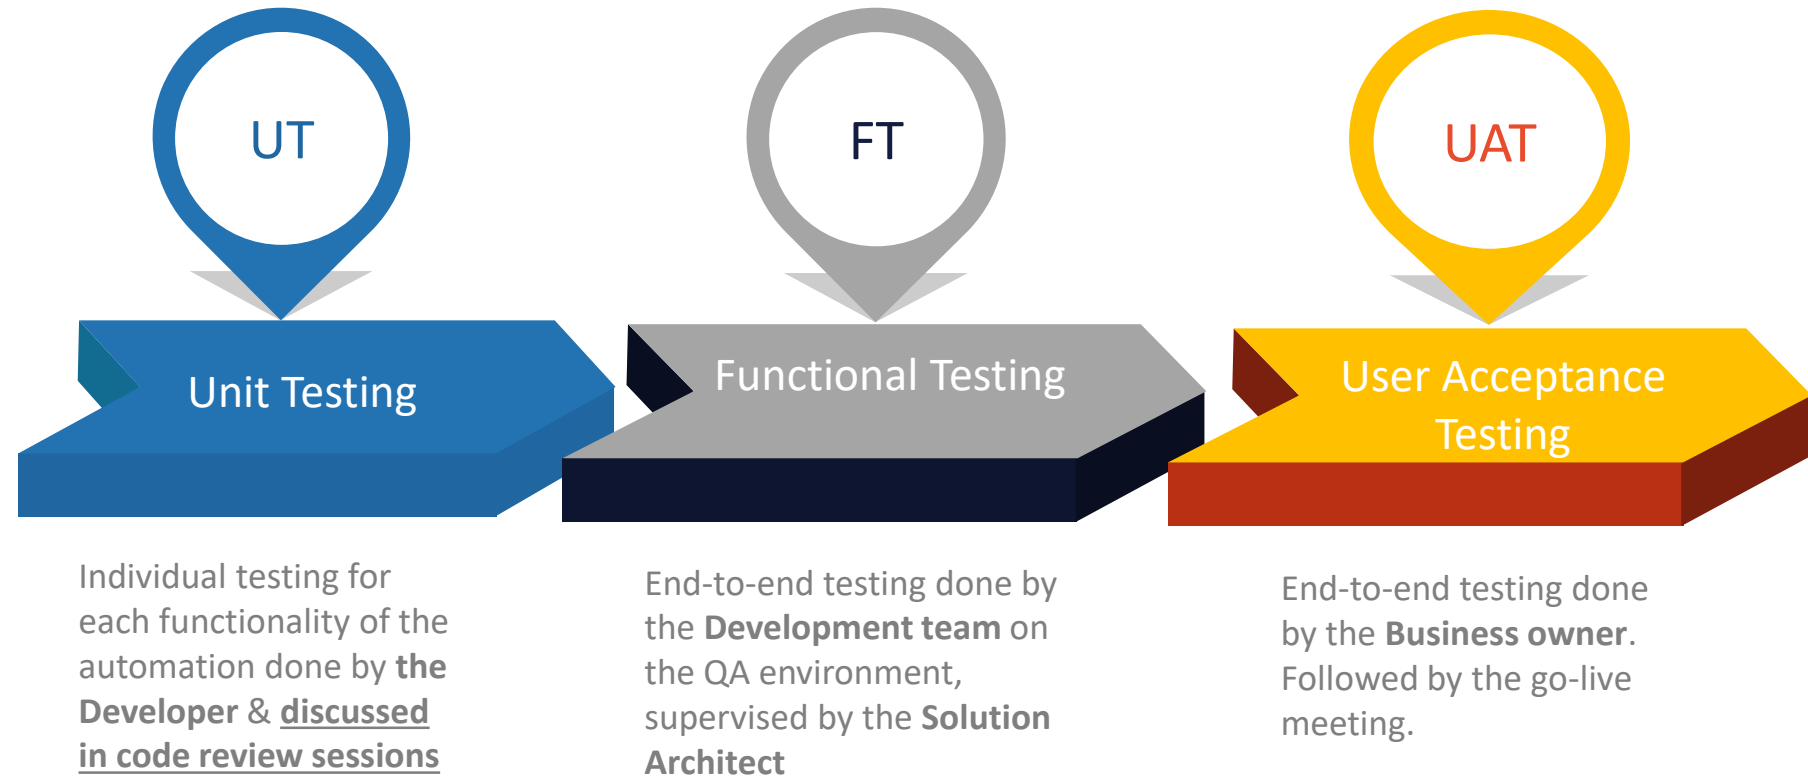 UT
FT
UAT
Unit Testing
Functional Testing
User Acceptance
Testing
Individual testing for
each functionality of the
automation done by the
Developer & discussed
in code review sessions
End-to-end testing done by
the Development team on
the QA environment,
supervised by the Solution
Architect
End-to-end testing done
by the Business owner.
Followed by the go-live
meeting.